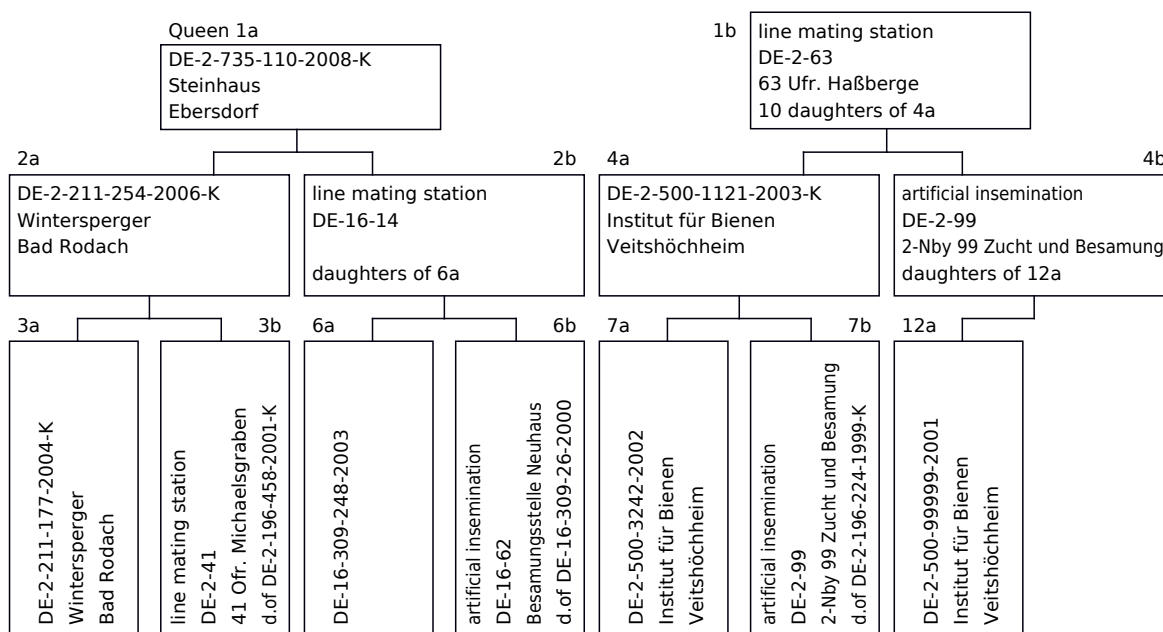 Queen 1a
DE-2-735-110-2008-K
Steinhaus
Ebersdorf
1b
line mating station
DE-2-63
63 Ufr. Haßberge
10 daughters of 4a
2a
DE-2-211-254-2006-K
Wintersperger
Bad Rodach
2b
line mating station
DE-16-14
daughters of 6a
4a
DE-2-500-1121-2003-K
Institut für Bienen
Veitshöchheim
4b
artificial insemination
DE-2-99
2-Nby 99 Zucht und Besamung
daughters of 12a
3a
DE-2-211-177-2004-K
Wintersperger
Bad Rodach
3b
line mating station
DE-2-41
41 Ofr. Michaelsgraben
d.of DE-2-196-458-2001-K
6a
DE-16-309-248-2003
6b
artificial insemination
DE-16-62
Besamungsstelle Neuhaus
d.of DE-16-309-26-2000
7a
DE-2-500-3242-2002
Institut für Bienen
Veitshöchheim
7b
artificial insemination
DE-2-99
2-Nby 99 Zucht und Besamung
d.of DE-2-196-224-1999-K
12a
DE-2-500-99999-2001
Institut für Bienen
Veitshöchheim